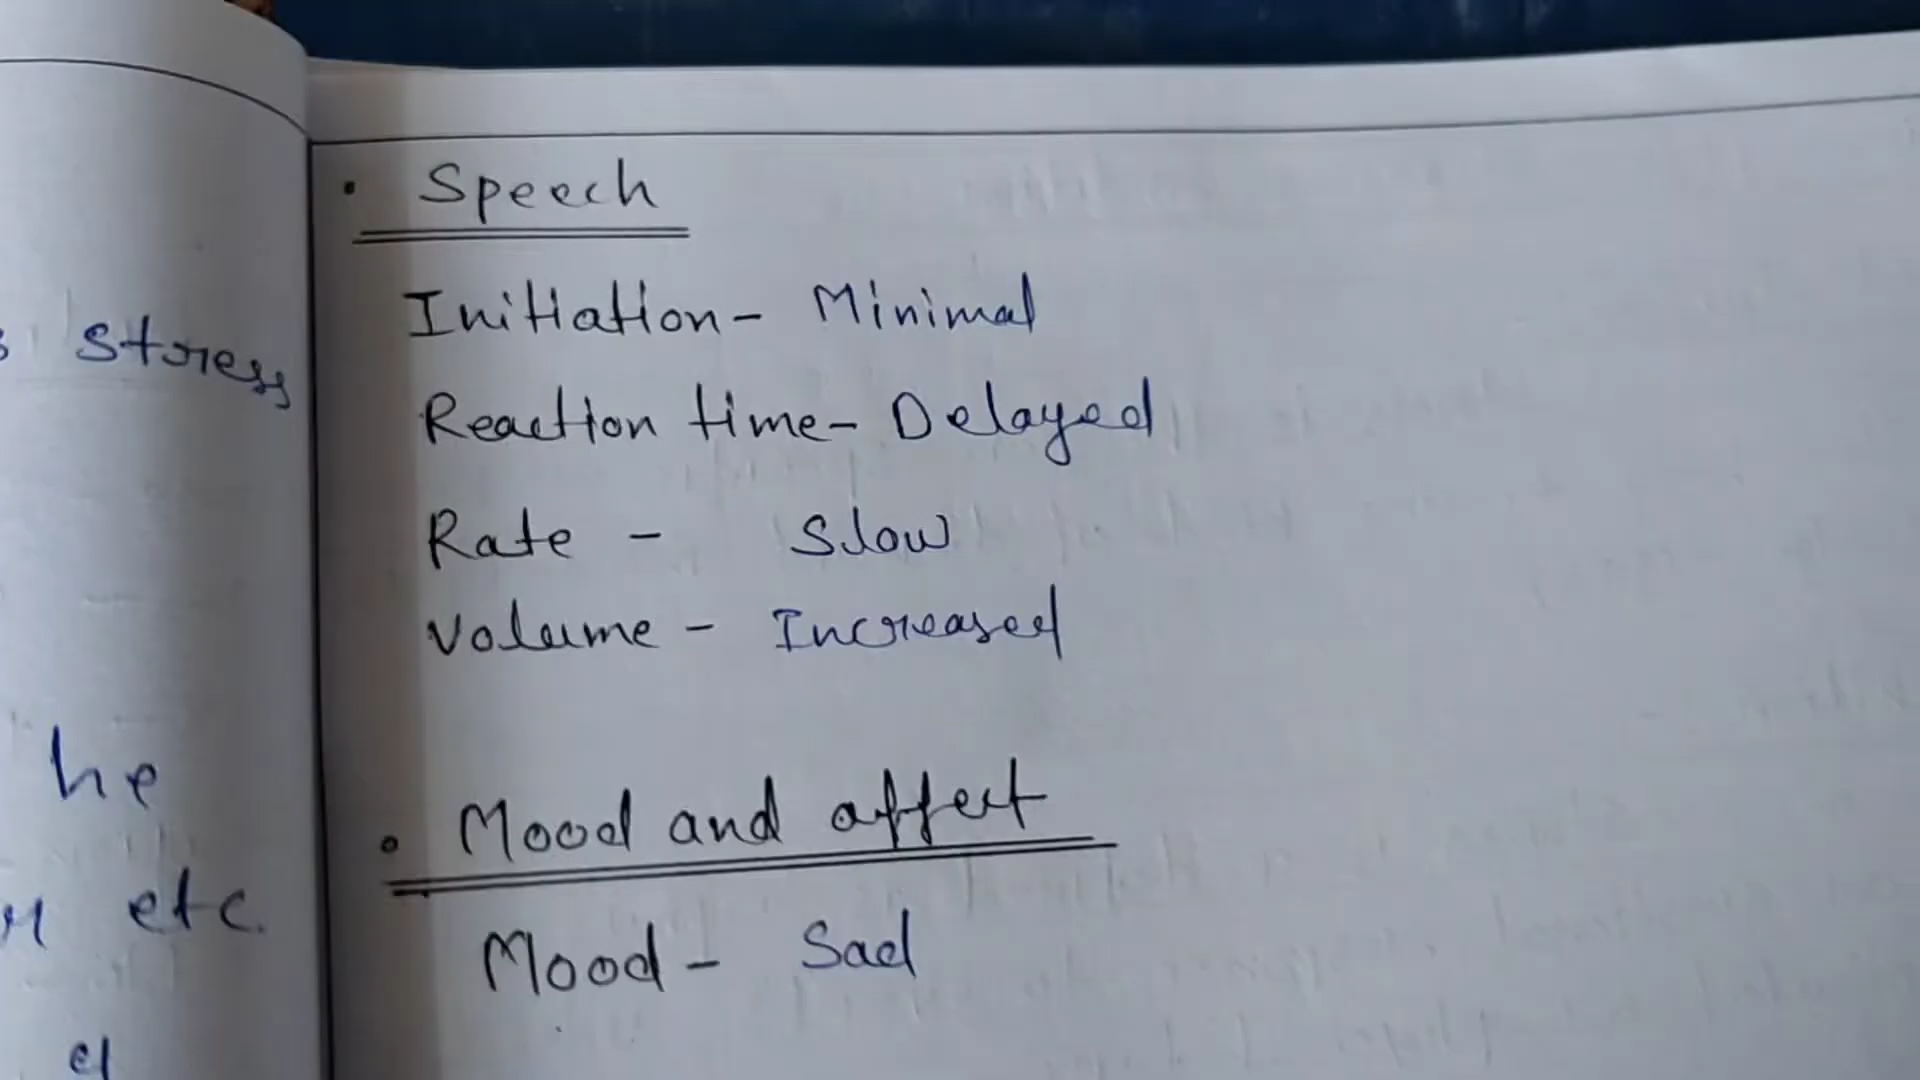 stress
he
etc.
• Speech
Initiation- Minimal
Reaction time- Delayed
Rate - Slow
Volume - Increased
• Mood and affect
Mood - Sad